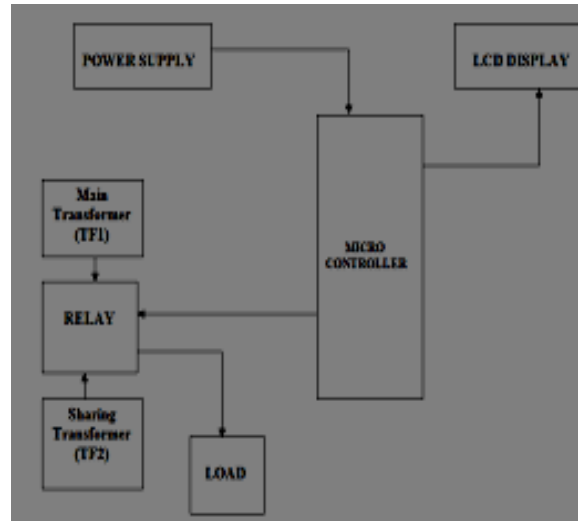 POWER SUPPLY
LCD DISPLAY
Main
Transformer
(TF1)
MICRO
CONTROLLER
RELAY
Sharing
Transformer
(TF2)
LOAD